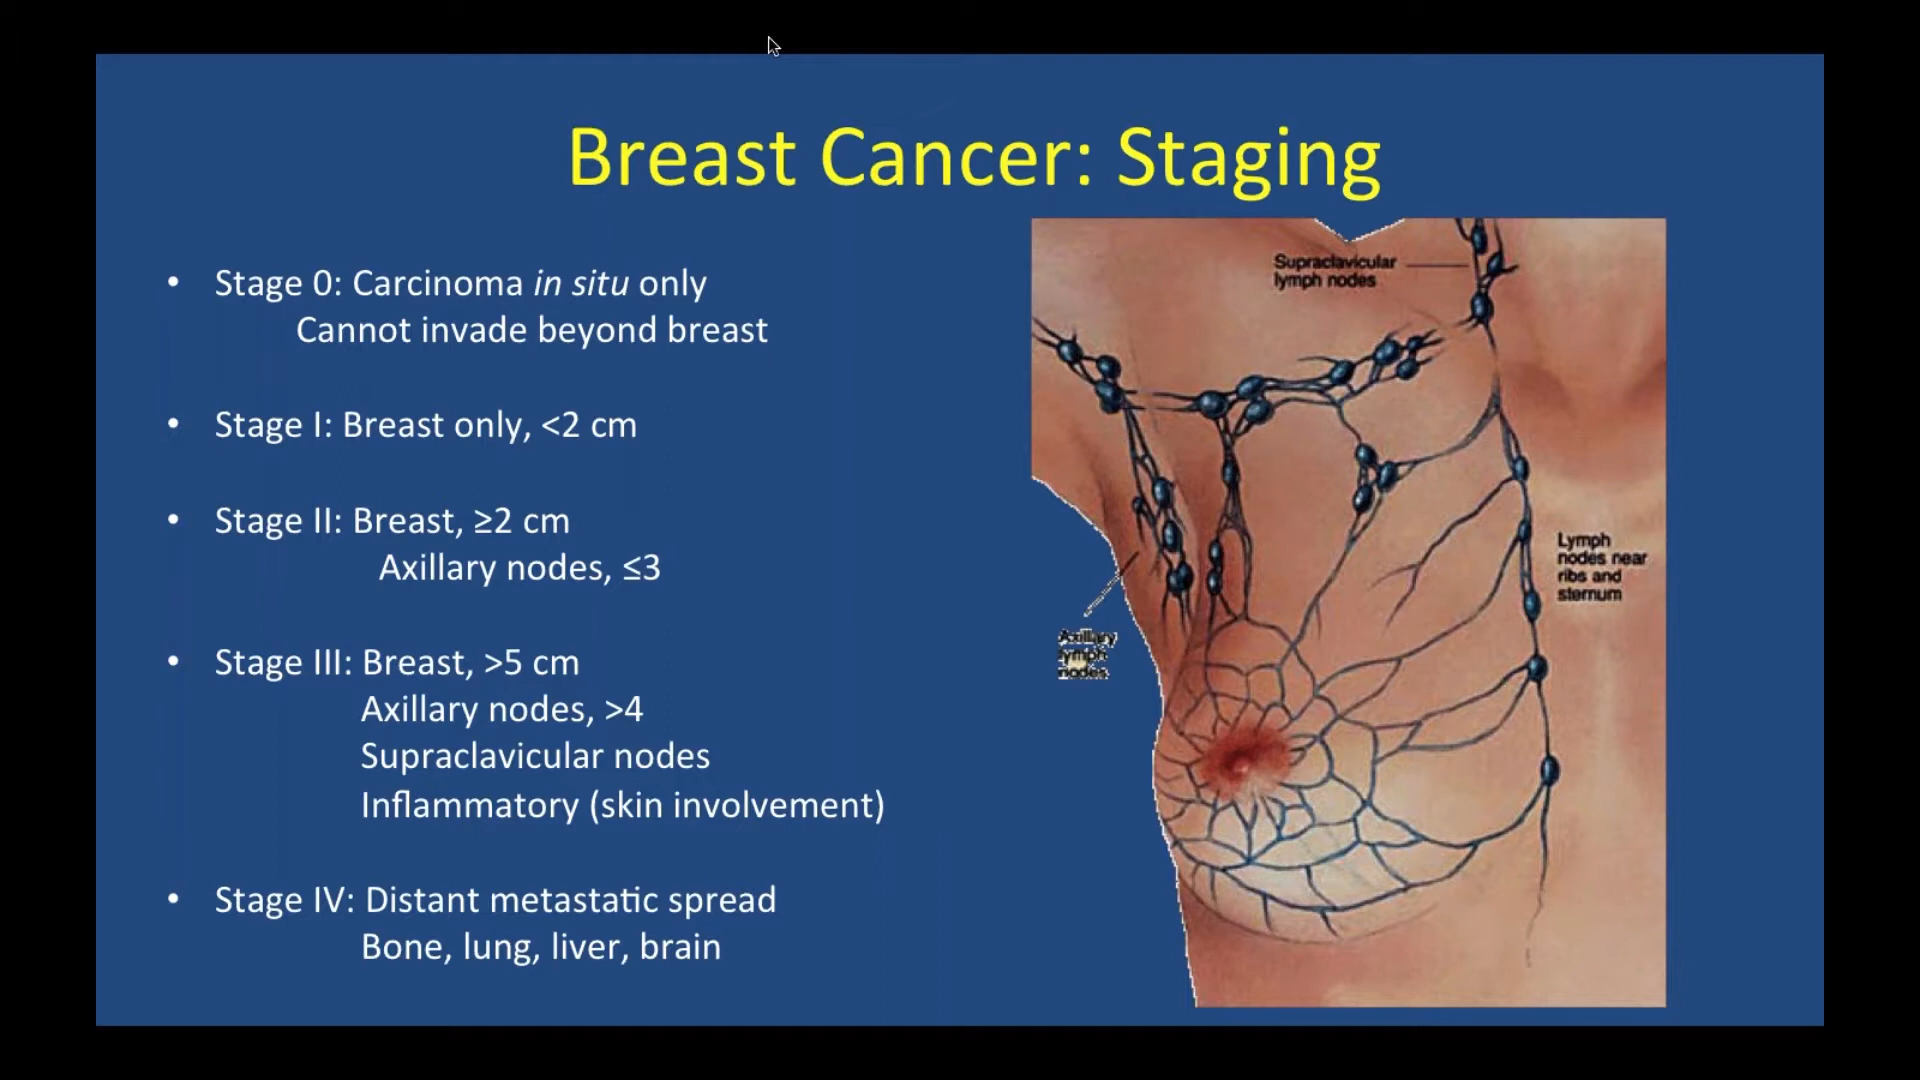 Breast Cancer: Staging
• Stage 0: Carcinoma in situ only
Cannot invade beyond breast
• Stage I: Breast only, <2 cm
• Stage II: Breast, ≥2 cm
Axillary nodes, ≤3
• Stage III: Breast, >5 cm
Axillary nodes, >4
Supraclavicular nodes
Inflammatory (skin involvement)
• Stage IV: Distant metastatic spread
Bone, lung, liver, brain
Supraclavicular
lymph nodes
Lymph
nodes near
ribs and
sternum
Axillary
lymph
nodes